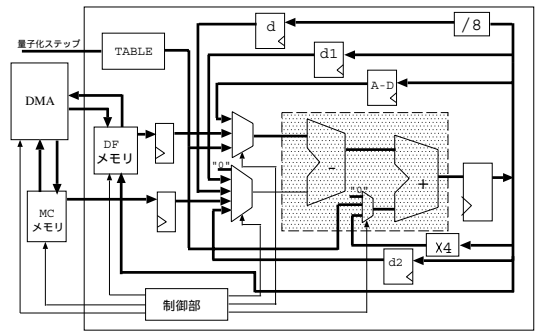 d
/8
量子化ステップ
TABLE
d1
A-D
DMA
DF
メモリ
"0"
-
"0"
+
MC
メモリ
X4
d2
制御部